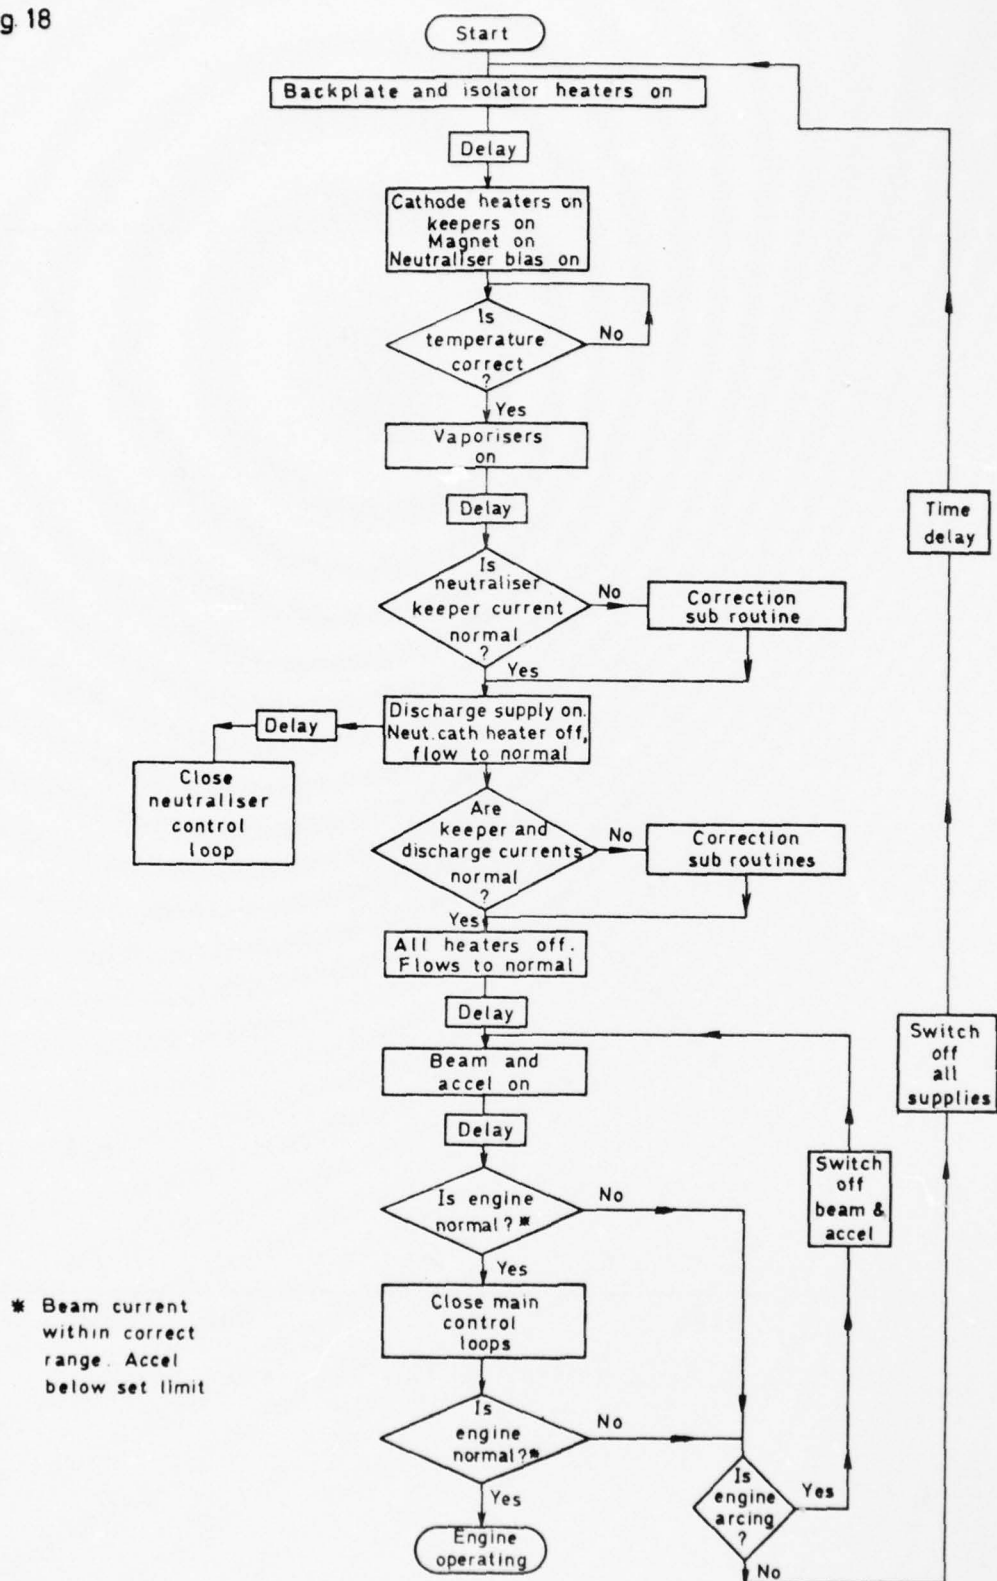 g. 18
Start
Backplate and isolator heaters on
Delay
Cathode heaters on
keepers on
Magnet on
Neutraliser bias on
Is
temperature
correct
?
No
Yes
Vaporisers
on
Delay
Is
neutraliser
keeper current
normal
?
No
Correction
sub routine
Yes
Discharge supply on.
Neut.cath heater off,
flow to normal
Delay
Close
neutraliser
control
loop
Are
keeper and
discharge currents
normal
?
No
Correction
sub routines
Yes
All heaters off.
Flows to normal
Delay
Beam and
accel on
Delay
Is engine
normal?*
No
Yes
Close main
control
loops
Is
engine
normal?*
No
Yes
Engine
operating
Is
engine
arcing
?
Yes
No
Switch
off
beam &
accel
Switch
off
all
supplies
Time
delay
* Beam current
within correct
range. Accel
below set limit